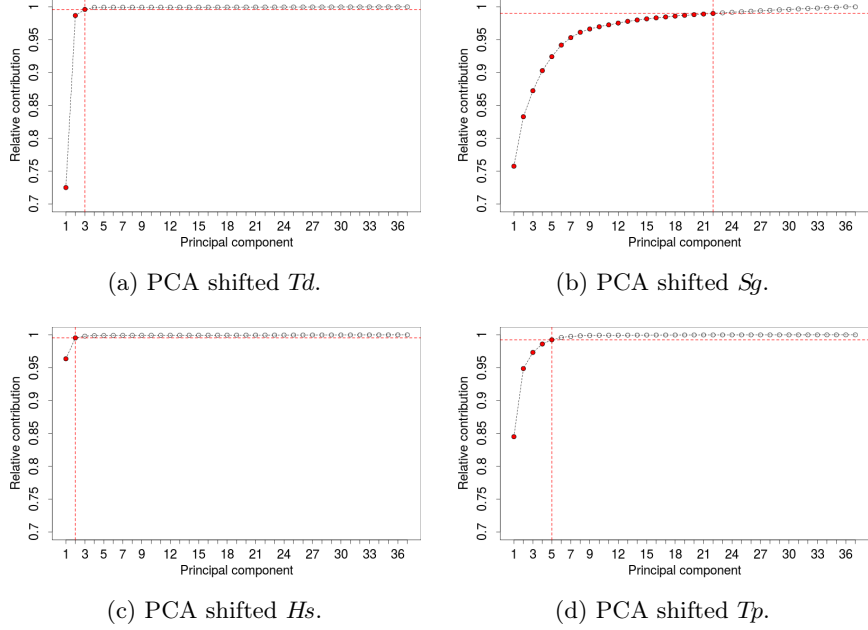 Relative contribution
1
0.95
0.9
0.85
0.8
0.75
0.7
1 3 5 7 9 12 15 18 21 24 27 30 33 36
Principal component
(a) PCA shifted Td.
Relative contribution
1
0.95
0.9
0.85
0.8
0.75
0.7
1 3 5 7 9 12 15 18 21 24 27 30 33 36
Principal component
(b) PCA shifted Sg.
Relative contribution
1
0.95
0.9
0.85
0.8
0.75
0.7
1 3 5 7 9 12 15 18 21 24 27 30 33 36
Principal component
(c) PCA shifted Hs.
Relative contribution
1
0.95
0.9
0.85
0.8
0.75
0.7
1 3 5 7 9 12 15 18 21 24 27 30 33 36
Principal component
(d) PCA shifted Tp.